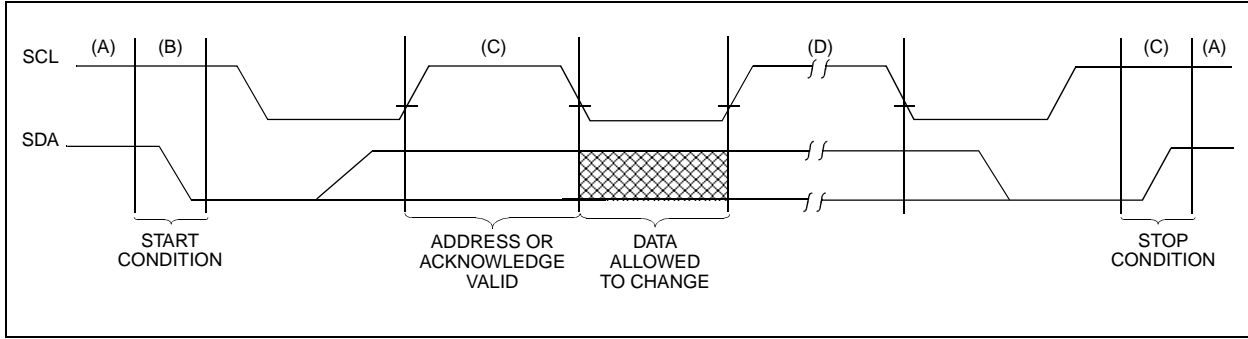 (A) (B) (C) (D) (C) (A)
SCL
SDA
START
CONDITION
ADDRESS OR
ACKNOWLEDGE
VALID
DATA
ALLOWED
TO CHANGE
STOP
CONDITION